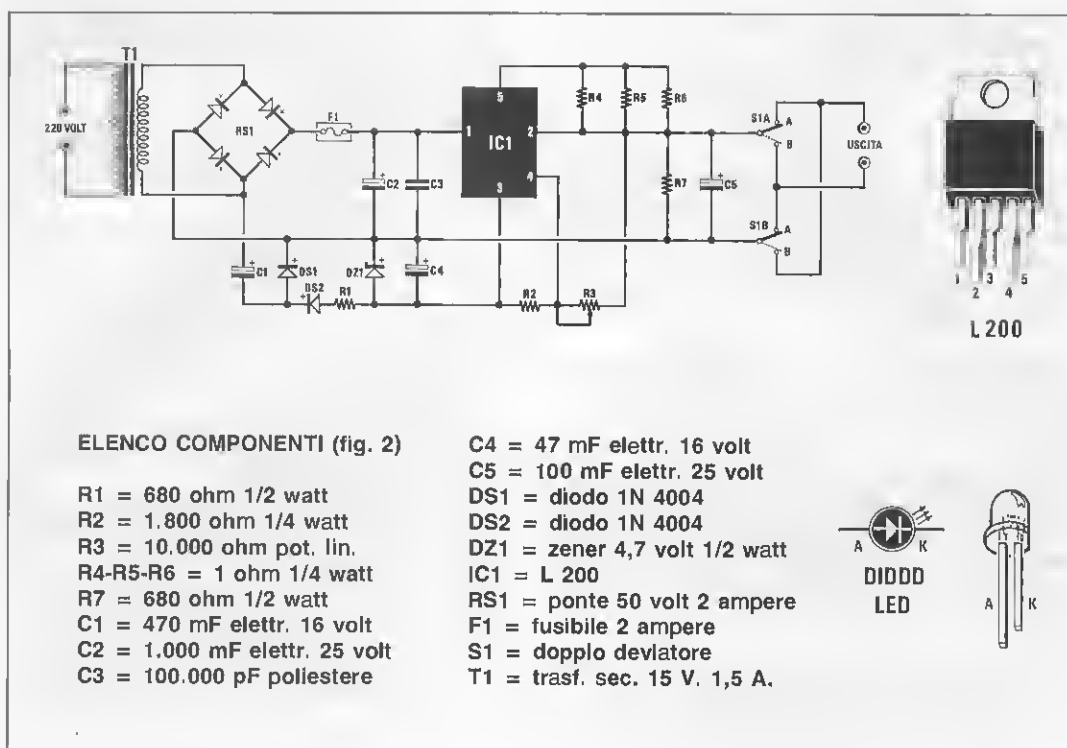 T1
220 VOLT
RS1
F1
C2
C3
1
5
2
IC1
4
3
R4
R5
R6
R7
C5
S1A
A
B
USCITA
S1B
A
B
C1
DS1
DS2
R1
DZ1
C4
R2
R3
1
2
3
4
5
L 200
ELENCO COMPONENTI (fig. 2)
R1 = 680 ohm 1/2 watt
R2 = 1.800 ohm 1/4 watt
R3 = 10.000 ohm pot. lin.
R4-R5-R6 = 1 ohm 1/4 watt
R7 = 680 ohm 1/2 watt
C1 = 470 mF elettr. 16 volt
C2 = 1.000 mF elettr. 25 volt
C3 = 100.000 pF poliestere
C4 = 47 mF elettr. 16 volt
C5 = 100 mF elettr. 25 volt
DS1 = diodo 1N 4004
DS2 = diodo 1N 4004
DZ1 = zener 4,7 volt 1/2 watt
IC1 = L 200
RS1 = ponte 50 volt 2 ampere
F1 = fusibile 2 ampere
S1 = doppio deviatore
T1 = trasf. sec. 15 V. 1,5 A.
A
K
DIODO
LED
A
K